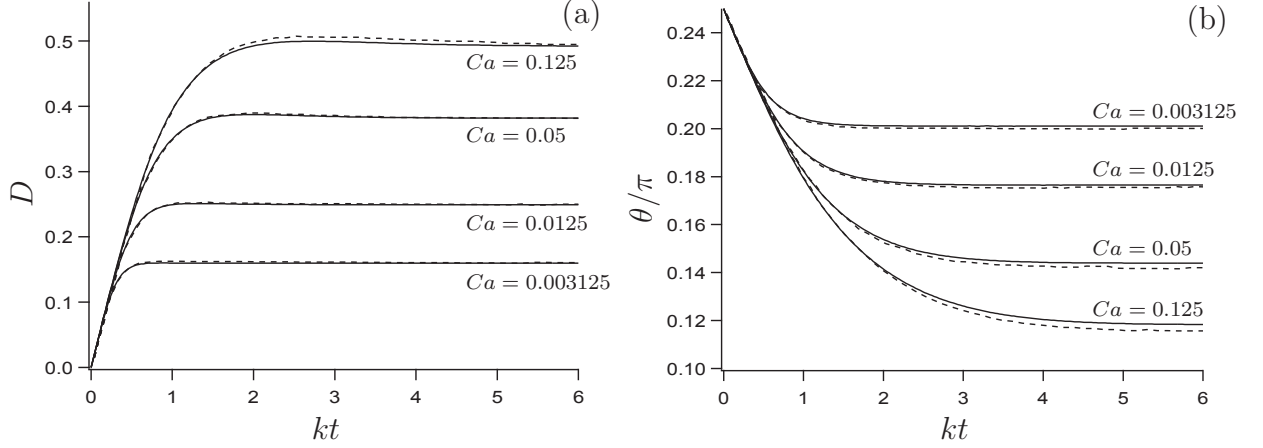 (a)
0.5
0.4
0.3
0.2
0.1
0.0
D
Ca = 0.125
Ca = 0.05
Ca = 0.0125
Ca = 0.003125
0 1 2 3 4 5 6
kt
(b)
0.24
0.22
0.20
0.18
0.16
0.14
0.12
0.10
θ/π
Ca = 0.003125
Ca = 0.0125
Ca = 0.05
Ca = 0.125
0 1 2 3 4 5 6
kt